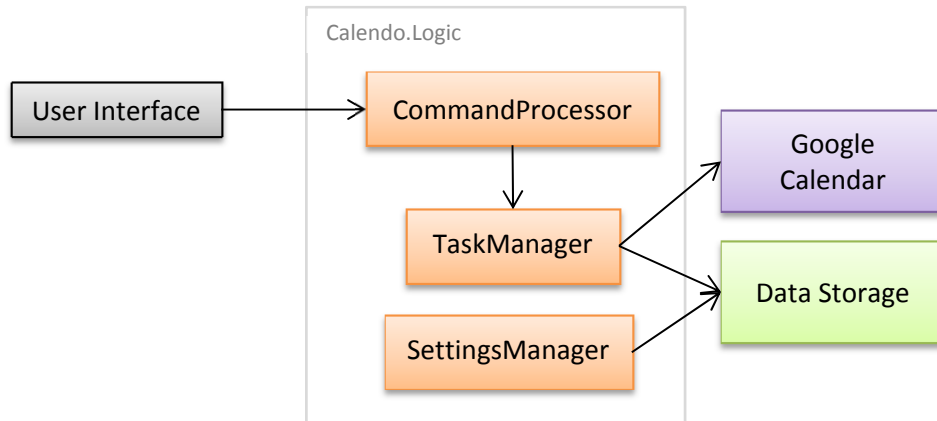 Calendo.Logic
User Interface
CommandProcessor
Google
Calendar
TaskManager
Data Storage
SettingsManager